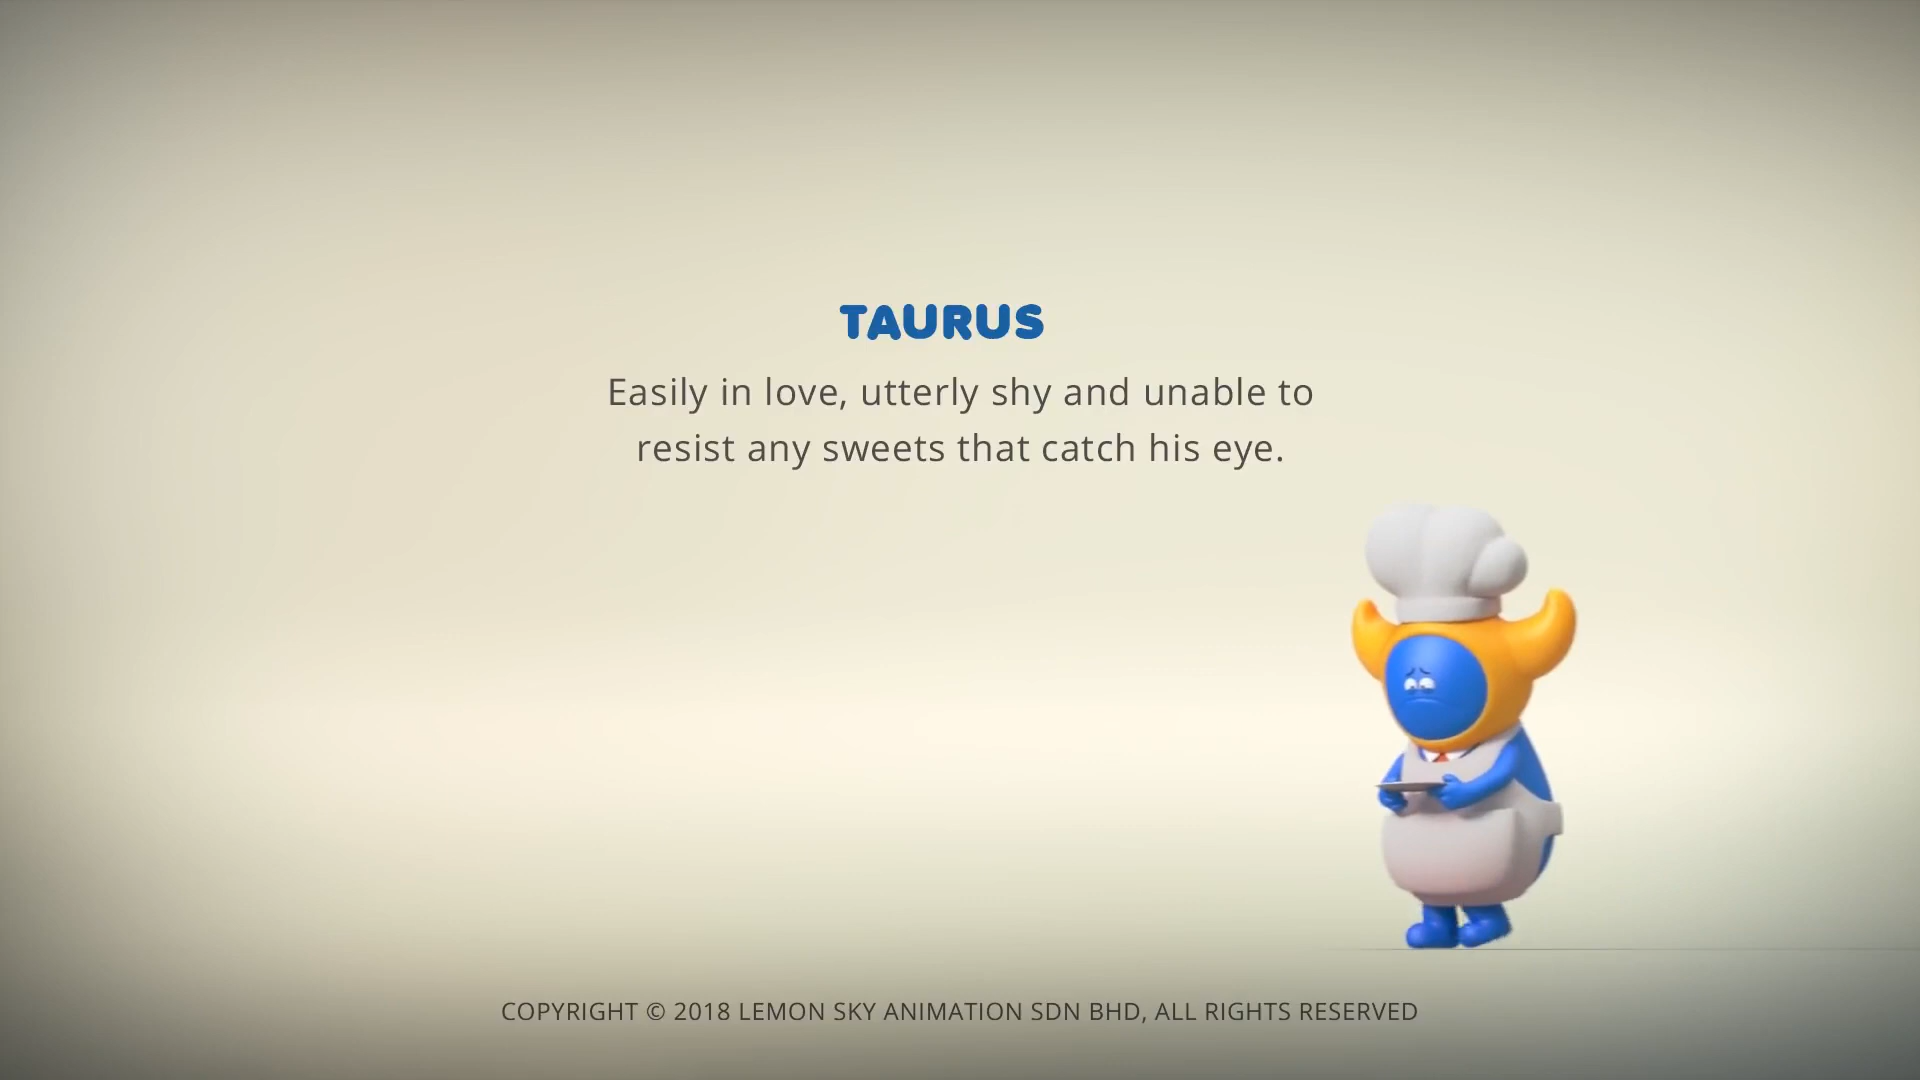 TAURUS
Easily in love, utterly shy and unable to
resist any sweets that catch his eye.
COPYRIGHT © 2018 LEMON SKY ANIMATION SDN BHD, ALL RIGHTS RESERVED